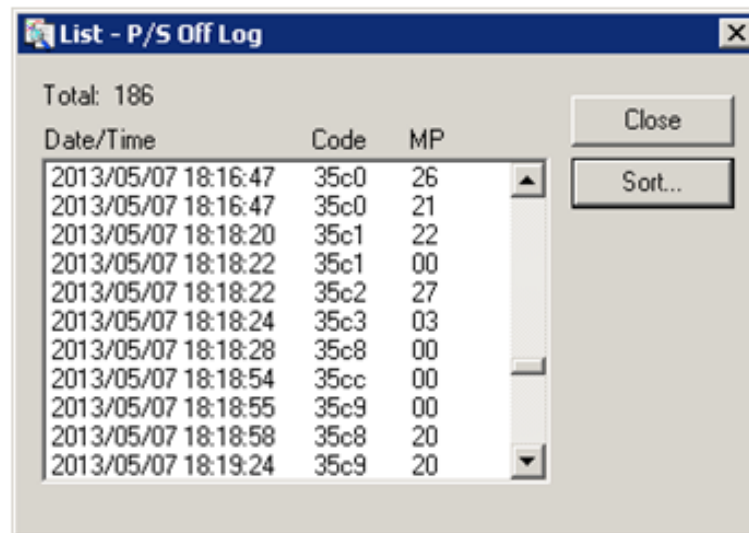 List - P/S Off Log
Total: 186
Date/Time Code MP
2013/05/07 18:16:47 35c0 26
2013/05/07 18:16:47 35c0 21
2013/05/07 18:18:20 35c1 22
2013/05/07 18:18:22 35c1 00
2013/05/07 18:18:22 35c2 27
2013/05/07 18:18:24 35c3 03
2013/05/07 18:18:28 35c8 00
2013/05/07 18:18:54 35cc 00
2013/05/07 18:18:55 35c9 00
2013/05/07 18:18:58 35c8 20
2013/05/07 18:19:24 35c9 20
Close
Sort...